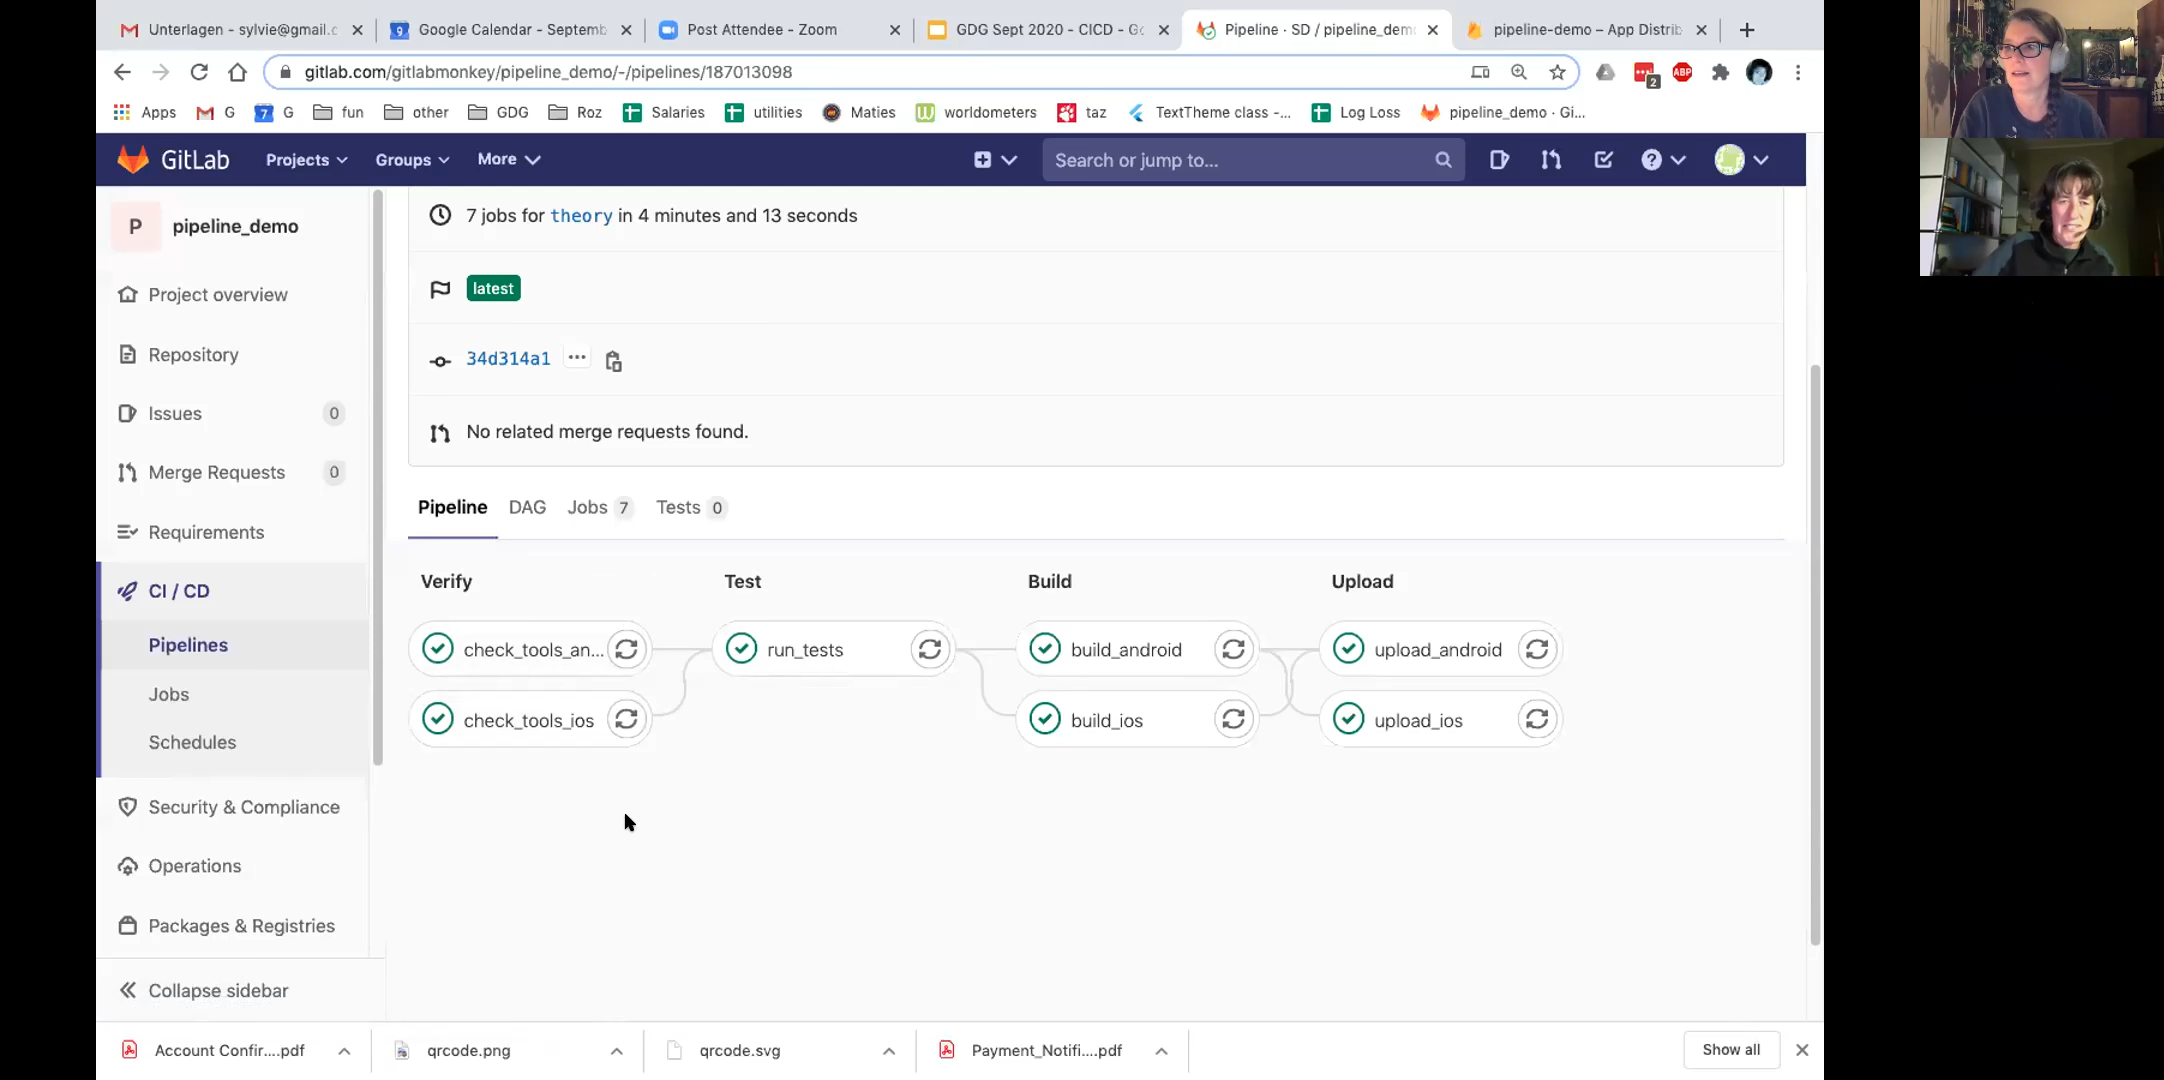 Unterlagen - sylvie@gmail.c
Google Calendar - Septemb
Post Attendee - Zoom
GDG Sept 2020 - CICD - Go
Pipeline · SD / pipeline_demo
pipeline-demo – App Distrib
gitlab.com/gitlabmonkey/pipeline_demo/-/pipelines/187013098
2
ABP
Apps
G
7
G
fun
other
GDG
Roz
Salaries
utilities
Maties
worldometers
taz
TextTheme class -...
Log Loss
pipeline_demo · Gi...
GitLab
Projects
Groups
More
Search or jump to...
P
pipeline_demo
Project overview
Repository
Issues 0
Merge Requests 0
Requirements
CI / CD
Pipelines
Jobs
Schedules
Security & Compliance
Operations
Packages & Registries
Collapse sidebar
7 jobs for theory in 4 minutes and 13 seconds
latest
34d314a1 ...
No related merge requests found.
Pipeline DAG Jobs 7 Tests 0
Verify Test Build Upload
check_tools_an... run_tests build_android upload_android
check_tools_ios build_ios upload_ios
Account Confir....pdf
qrcode.png
qrcode.svg
Payment_Notifi....pdf
Show all